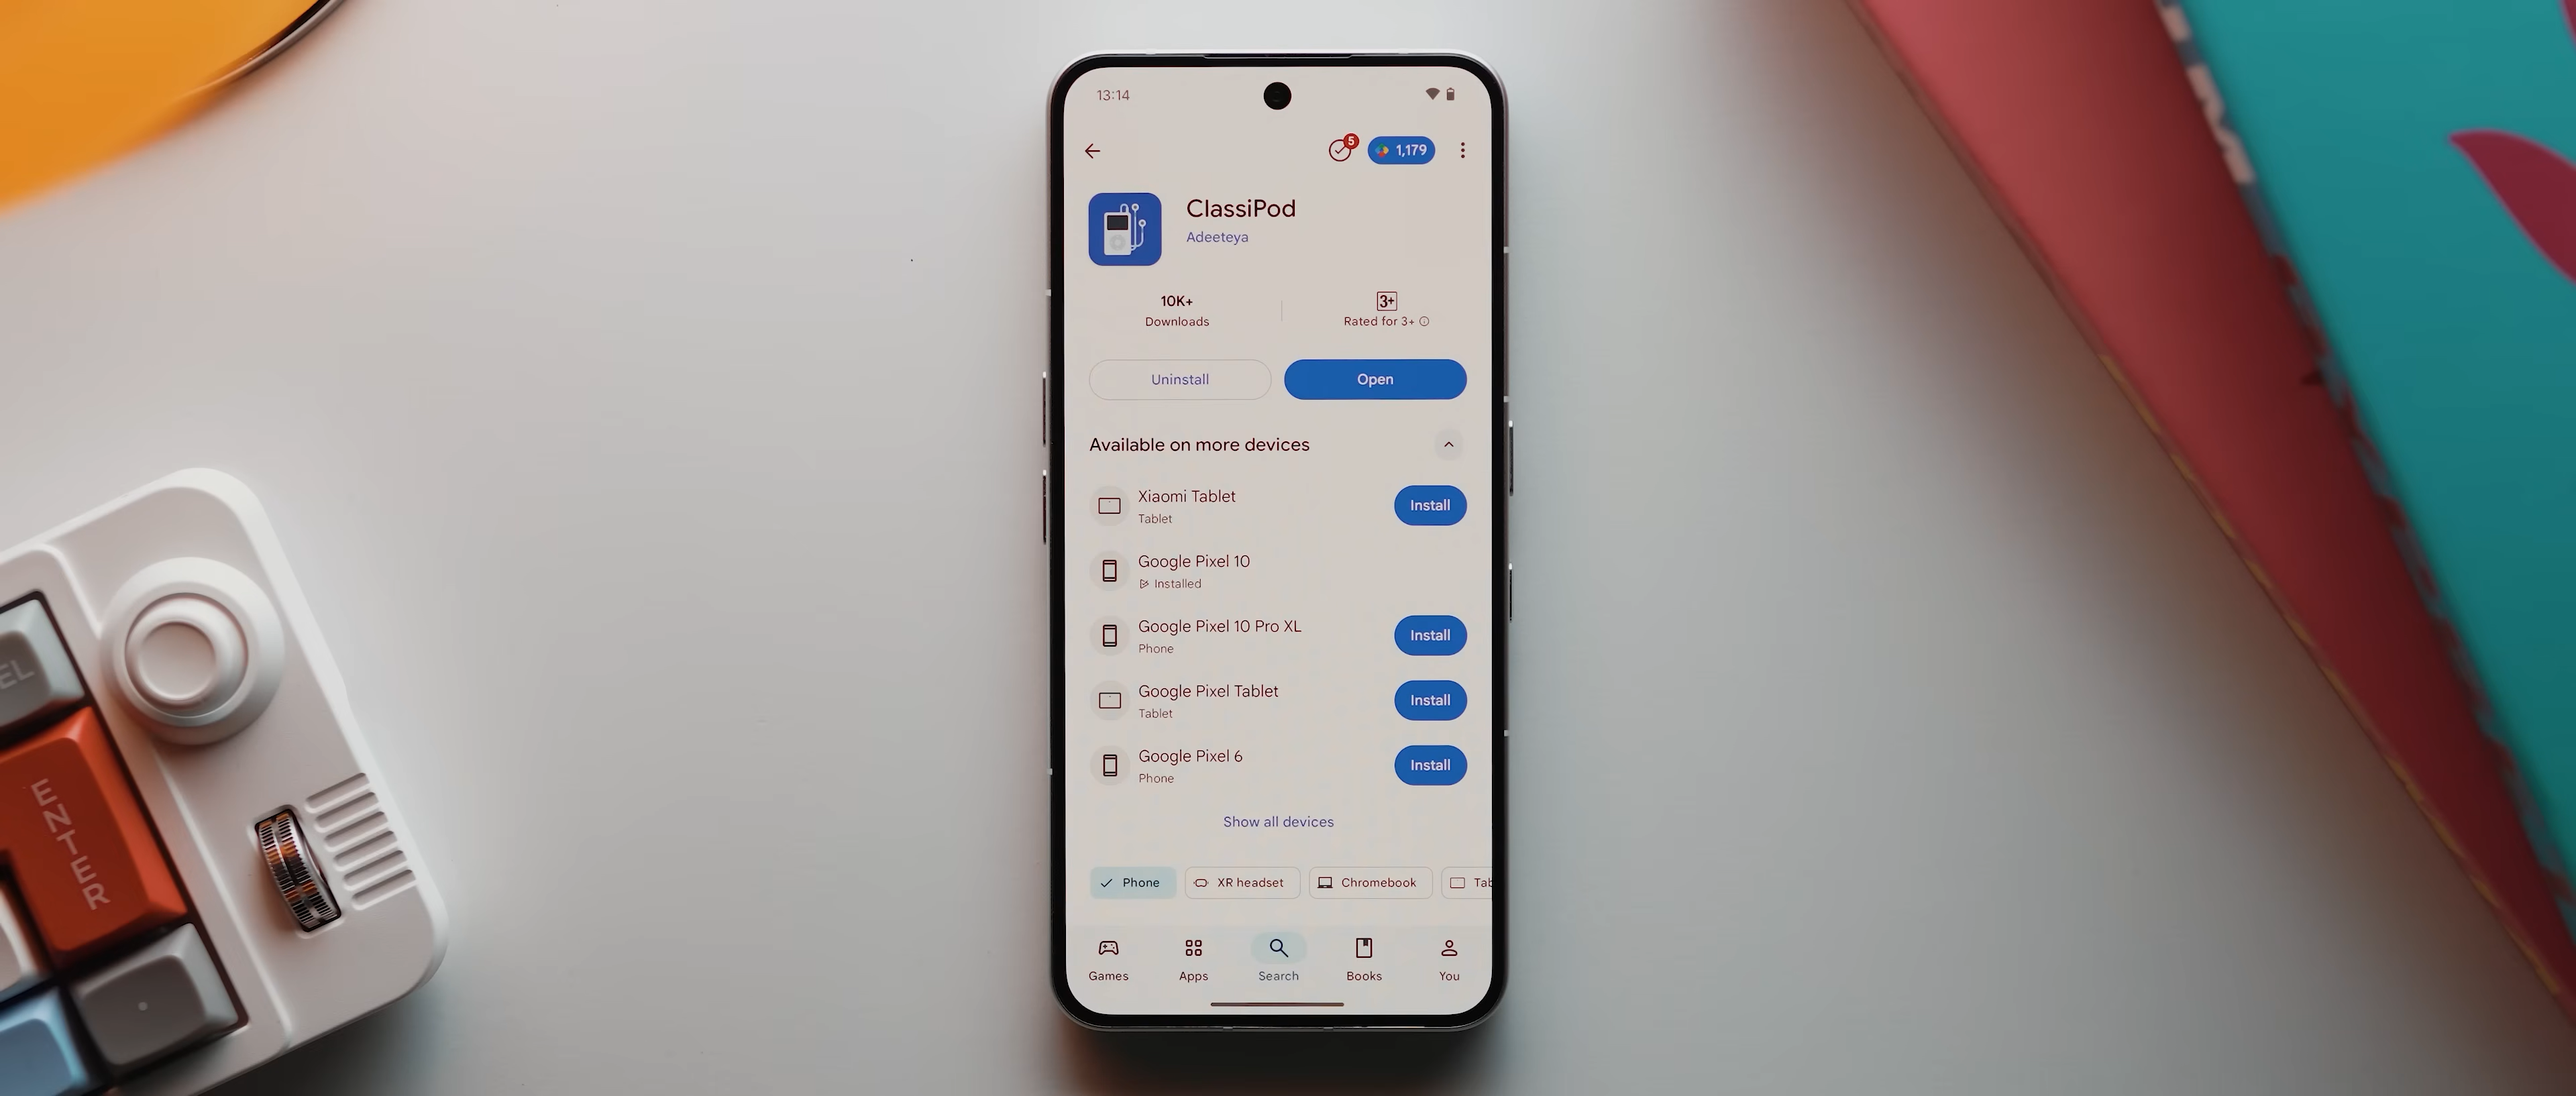 13:14
5
1,179
ClassiPod
Adeeteya
10K+
Downloads
3+
Rated for 3+
Uninstall
Open
Available on more devices
Xiaomi Tablet
Tablet
Install
Google Pixel 10
Installed
Google Pixel 10 Pro XL
Phone
Install
Google Pixel Tablet
Tablet
Install
Google Pixel 6
Phone
Install
Show all devices
Phone
XR headset
Chromebook
Tab
Games
Apps
Search
Books
You
EL
ENTER